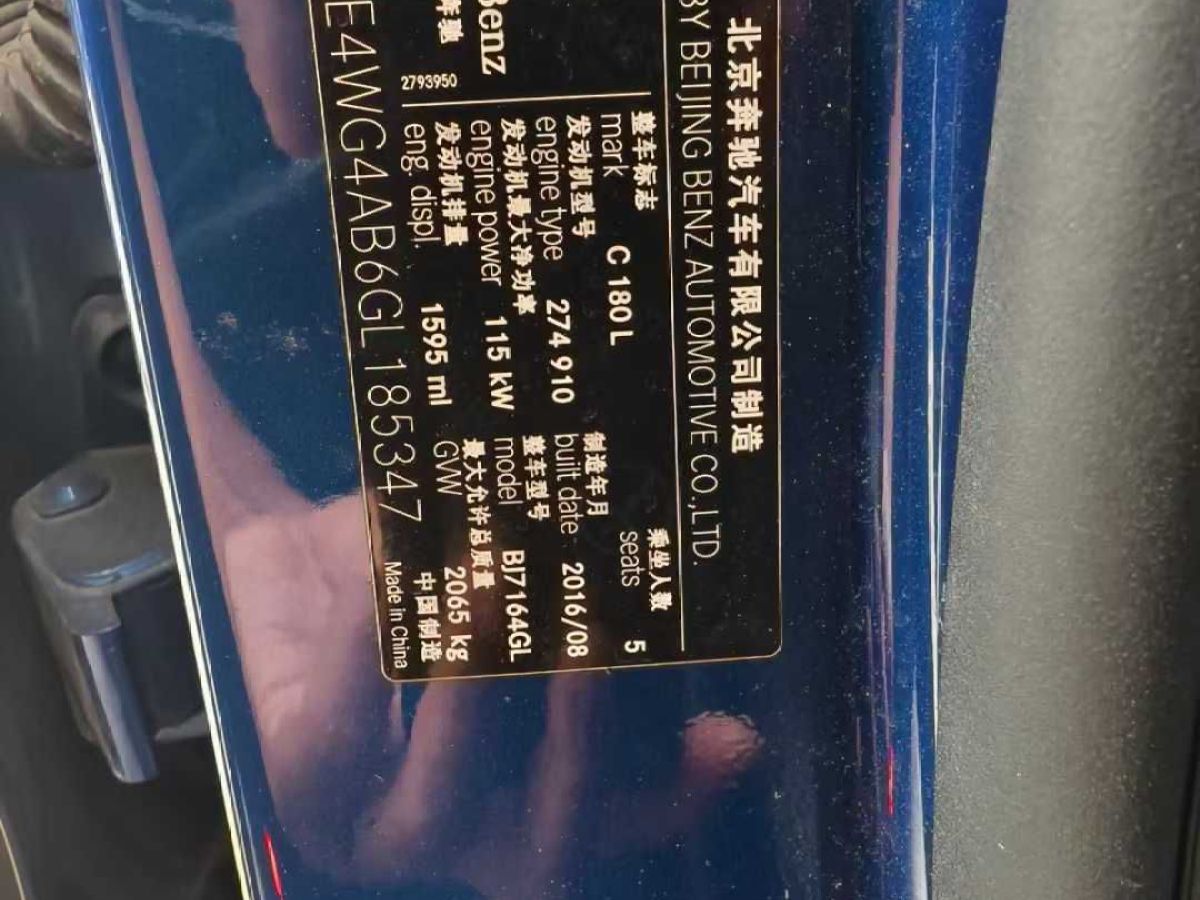 北京奔驰汽车有限公司制造
BY BEIJING BENZ AUTOMOTIVE CO.,LTD.
乘坐人数
seats 5
整车标志
mark C 180 L
制造年月
built date 2016/08
发动机型号
engine type 274 910
整车型号
model BJ7164GL
发动机最大净功率
engine power 115 kW
最大允许总质量
GVW 2065 kg
发动机排量
eng. displ. 1595 ml
中国制造
Made in China
Benz
奔驰
2793950
E4WG4AB6GL185347